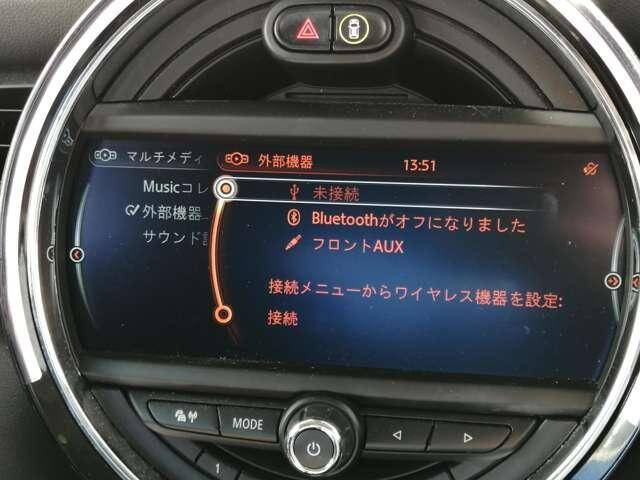 マルチメディ
外部機器
13:51
Musicコレ
外部機器
サウンド
未接続
Bluetoothがオフになりました
フロントAUX
接続メニューからワイヤレス機器を設定:
接続
MODE
1